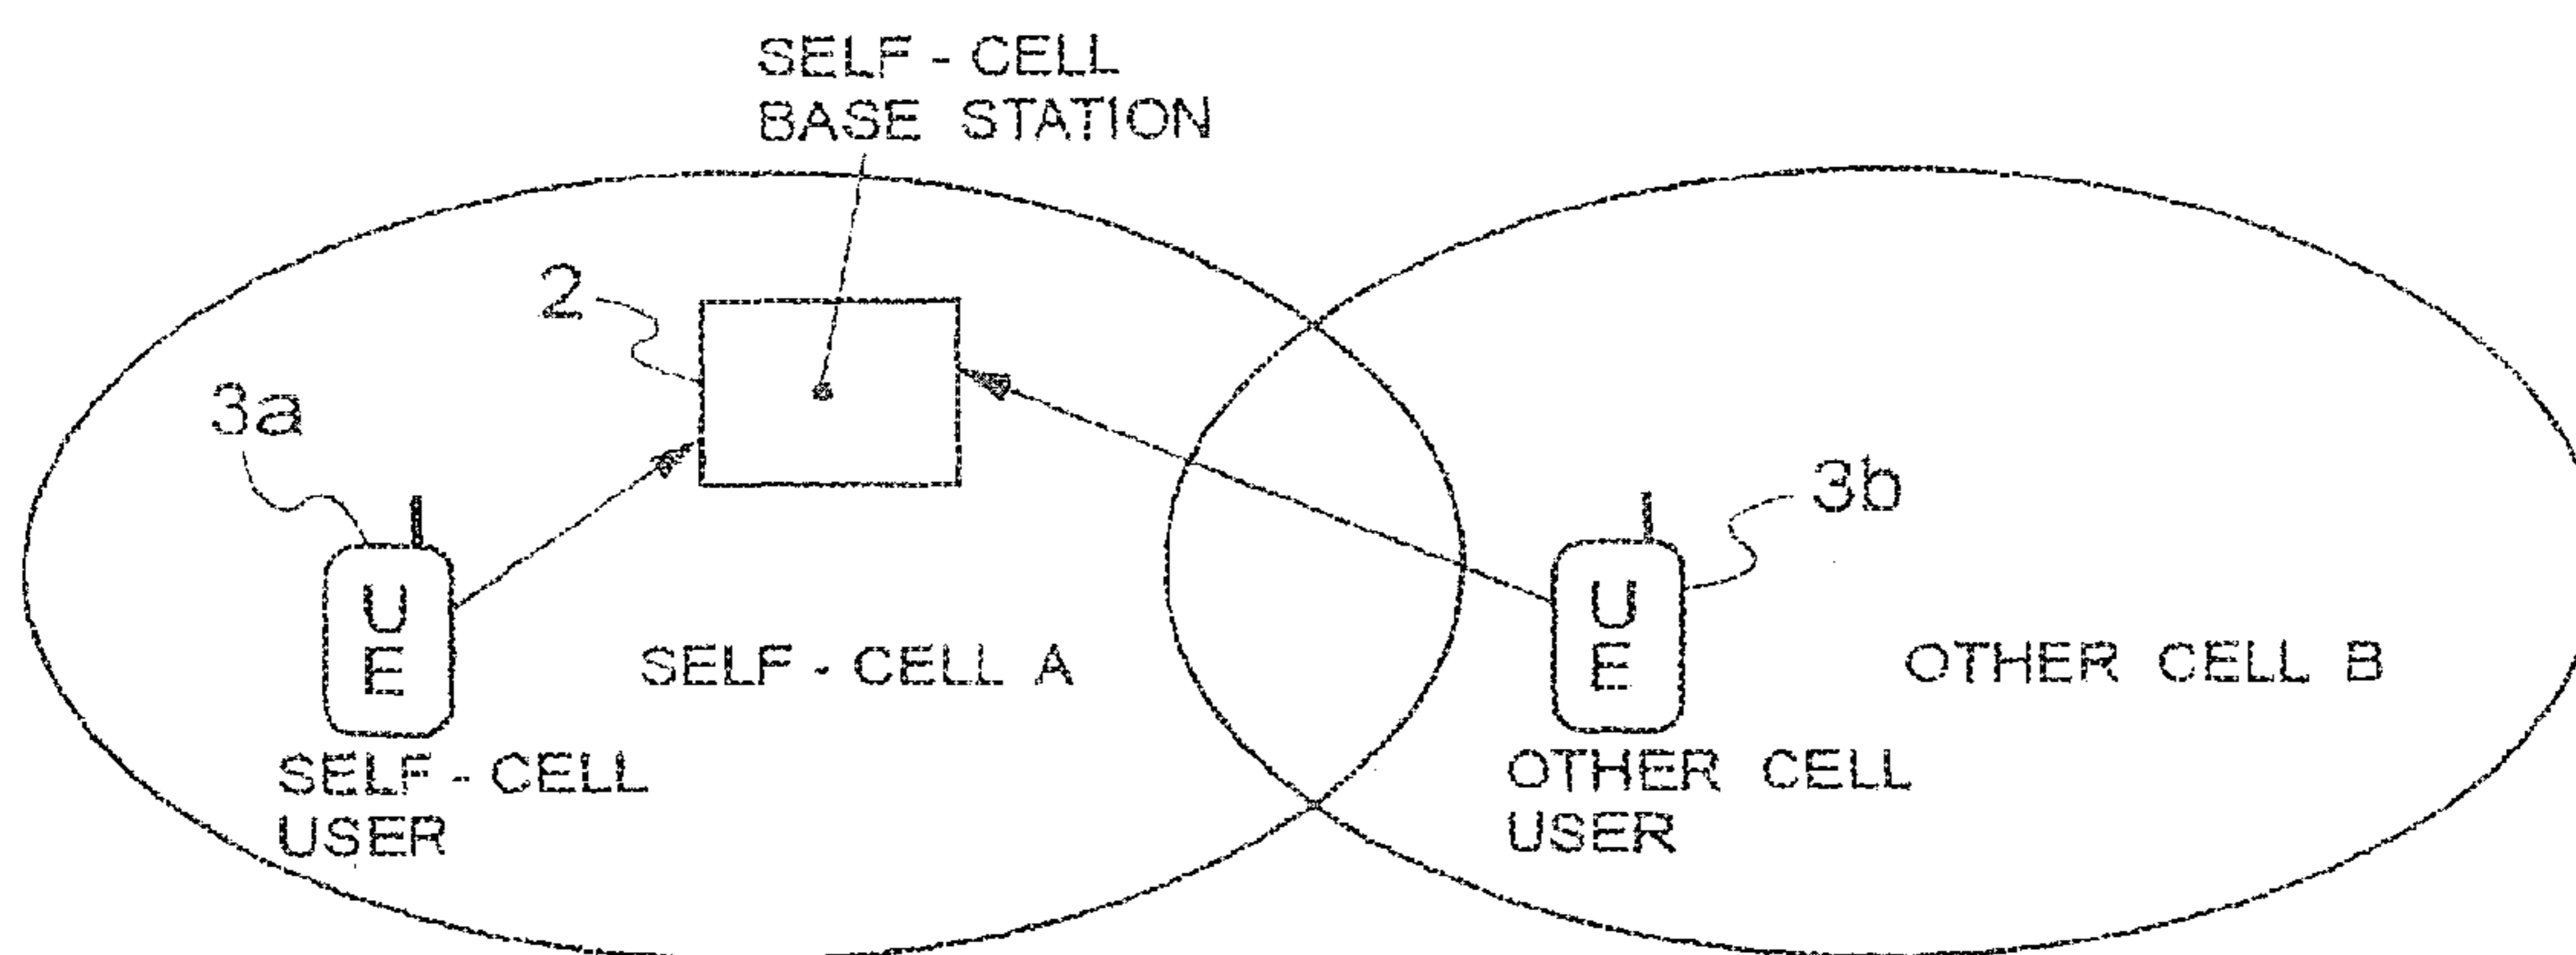 SELF - CELL
BASE STATION
2
3a
3b
U
E
U
E
SELF - CELL A
OTHER CELL B
SELF - CELL
USER
OTHER CELL
USER